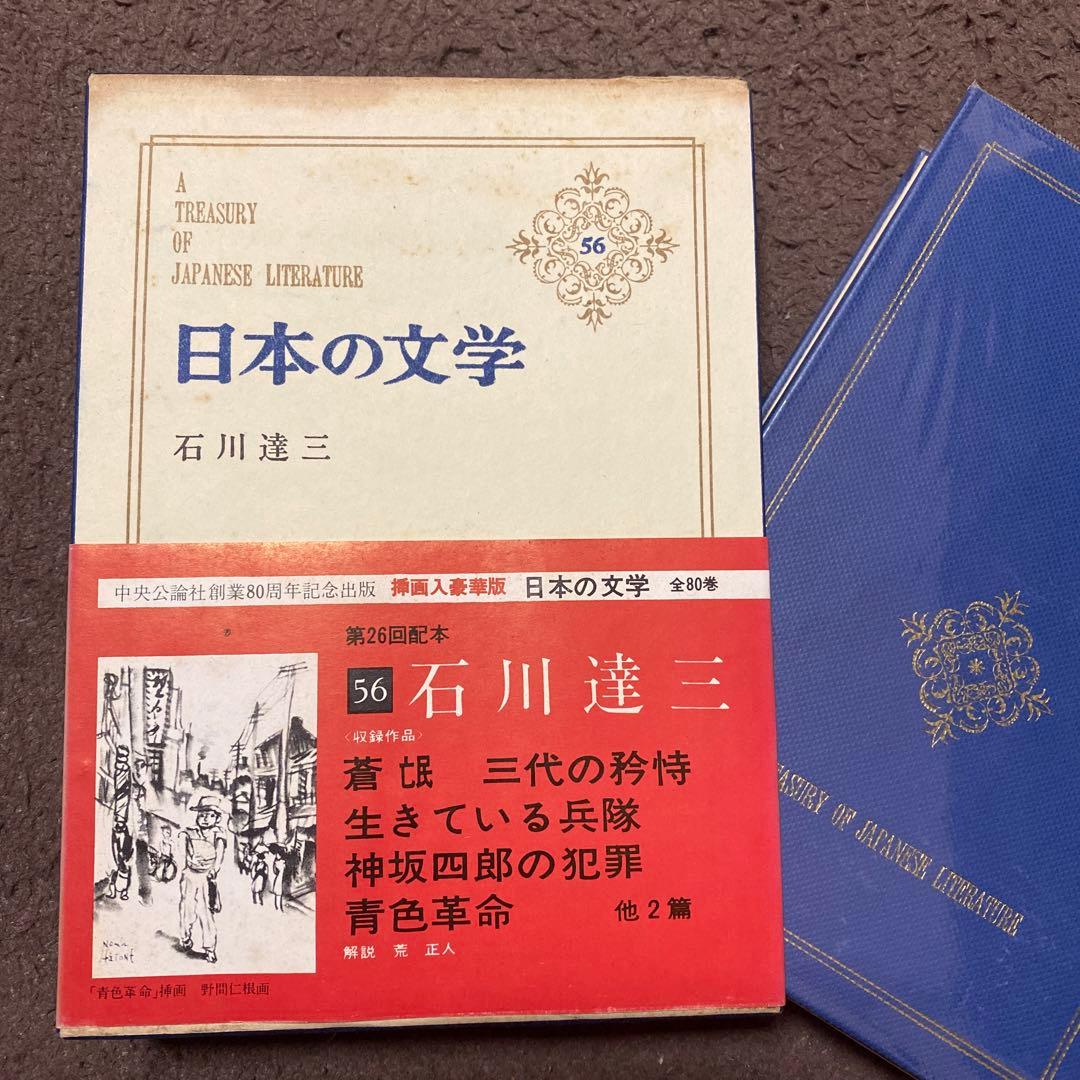 A
TREASURY
OF
JAPANESE LITERATURE
56
日本の文学
石川達三
中央公論社創業80周年記念出版 挿画入豪華版 日本の文学 全80巻
第26回配本
56 石川達三
〈収録作品〉
蒼氓 三代の矜恃
生きている兵隊
神坂四郎の犯罪
青色革命 他2篇
解説 荒 正人
「青色革命」挿画 野間仁根画
ASURY OF JAPANESE LITERATURE